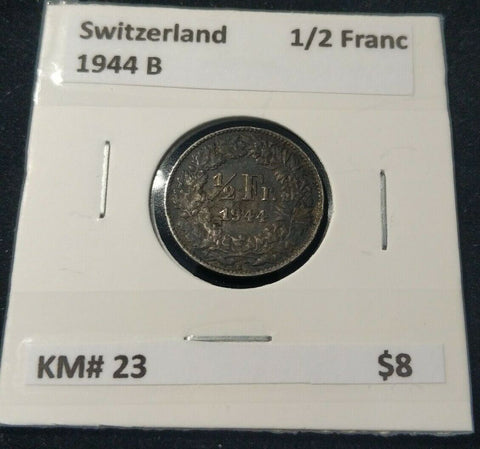 Switzerland 1/2 Franc
1944 B
½ Fr.
1944
KM# 23 $8